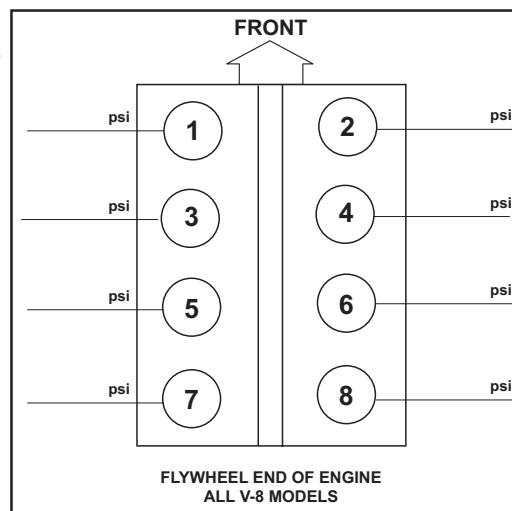 FRONT
psi
1
2
psi
psi
3
4
psi
psi
5
6
psi
psi
7
8
psi
FLYWHEEL END OF ENGINE
ALL V-8 MODELS